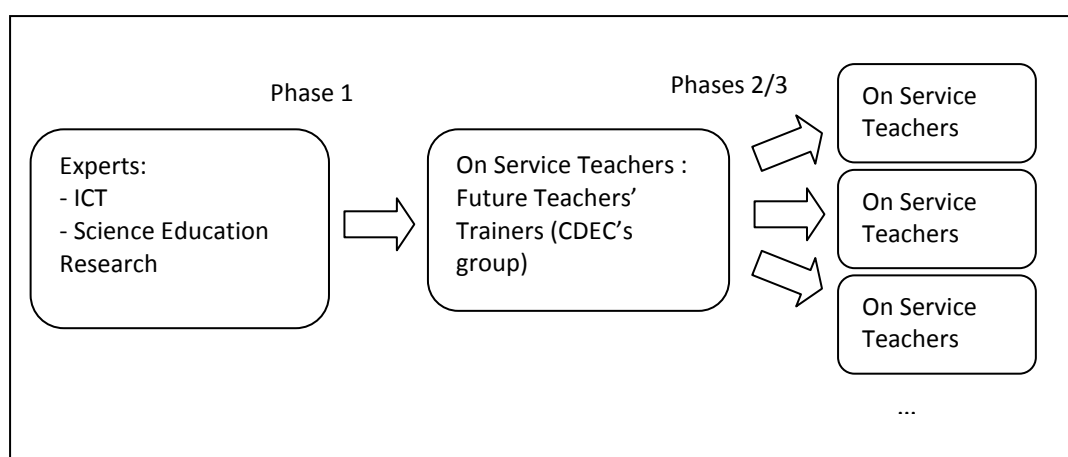 Phase 1
Phases 2/3
Experts:
- ICT
- Science Education
Research
On Service Teachers :
Future Teachers’
Trainers (CDEC’s
group)
On Service
Teachers
On Service
Teachers
On Service
Teachers
...